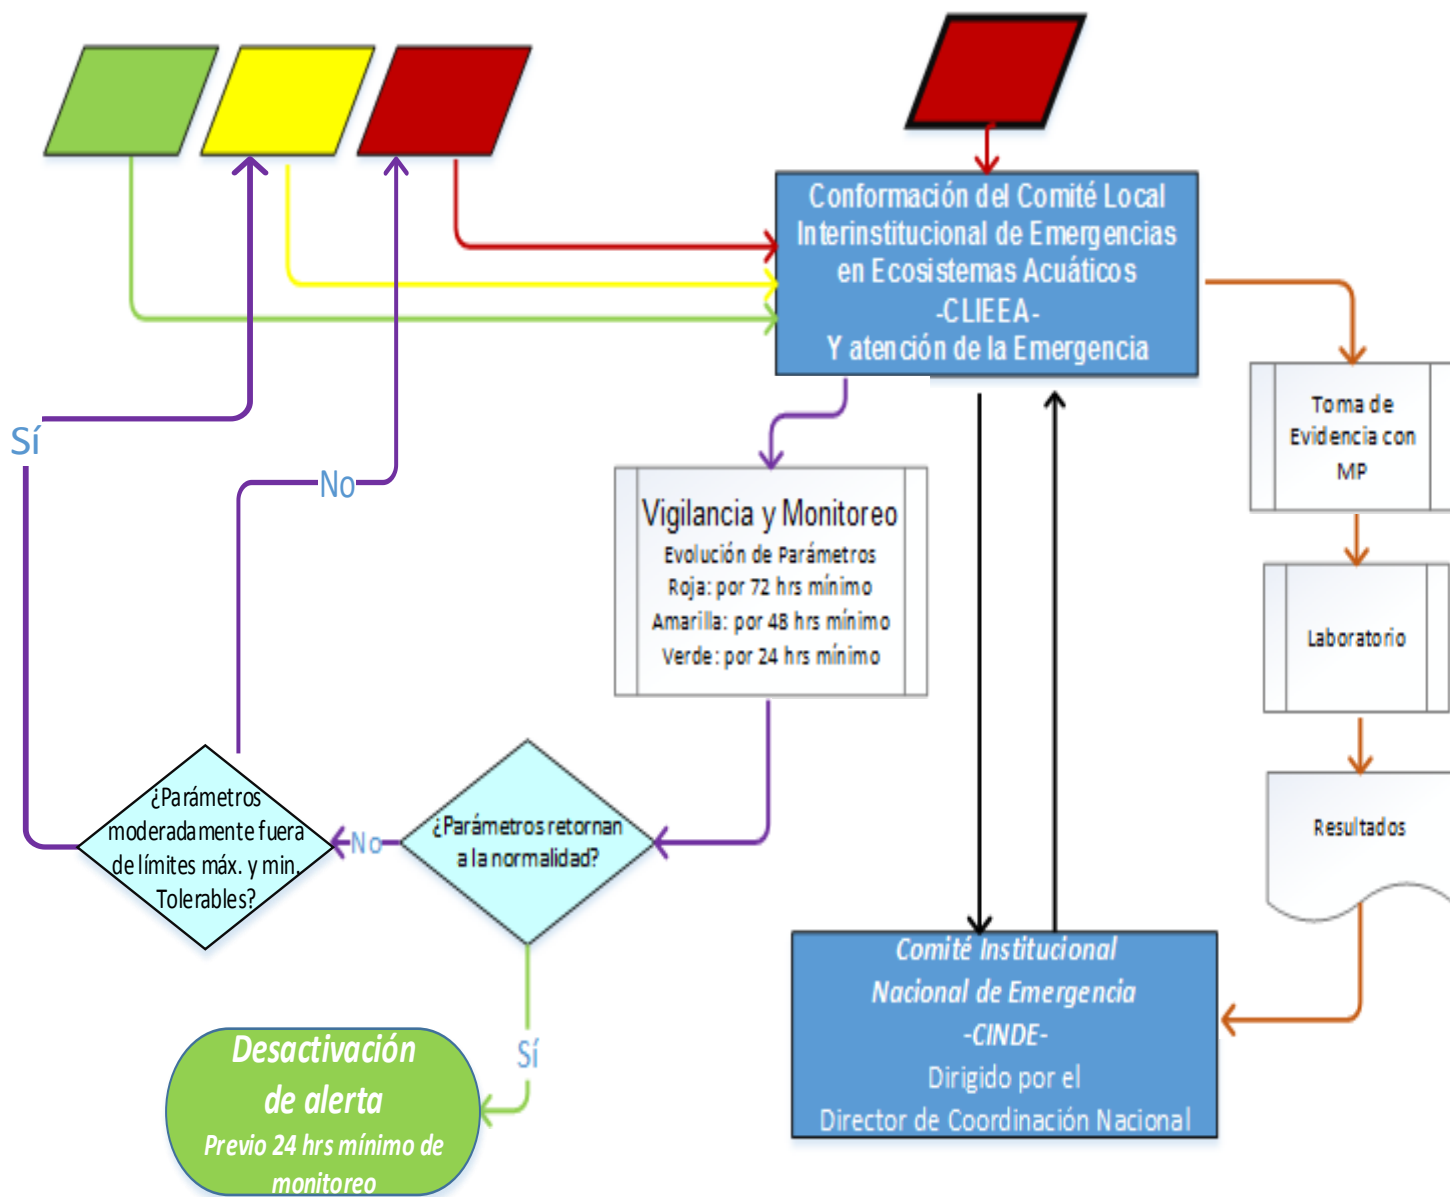 Conformación del Comité Local
Interinstitucional de Emergencias
en Ecosistemas Acuáticos
-CLIEEA-
Y atención de la Emergencia
Toma de
Evidencia con
MP
Sí
No
Vigilancia y Monitoreo
Evolución de Parámetros
Roja: por 72 hrs mínimo
Amarilla: por 48 hrs mínimo
Verde: por 24 hrs mínimo
Laboratorio
¿Parámetros
moderadamente fuera
de límites máx. y min.
Tolerables?
No
¿Parámetros retornan
a la normalidad?
Resultados
Sí
Comité Institucional
Nacional de Emergencia
-CINDE-
Dirigido por el
Director de Coordinación Nacional
Desactivación
de alerta
Previo 24 hrs mínimo de
monitoreo